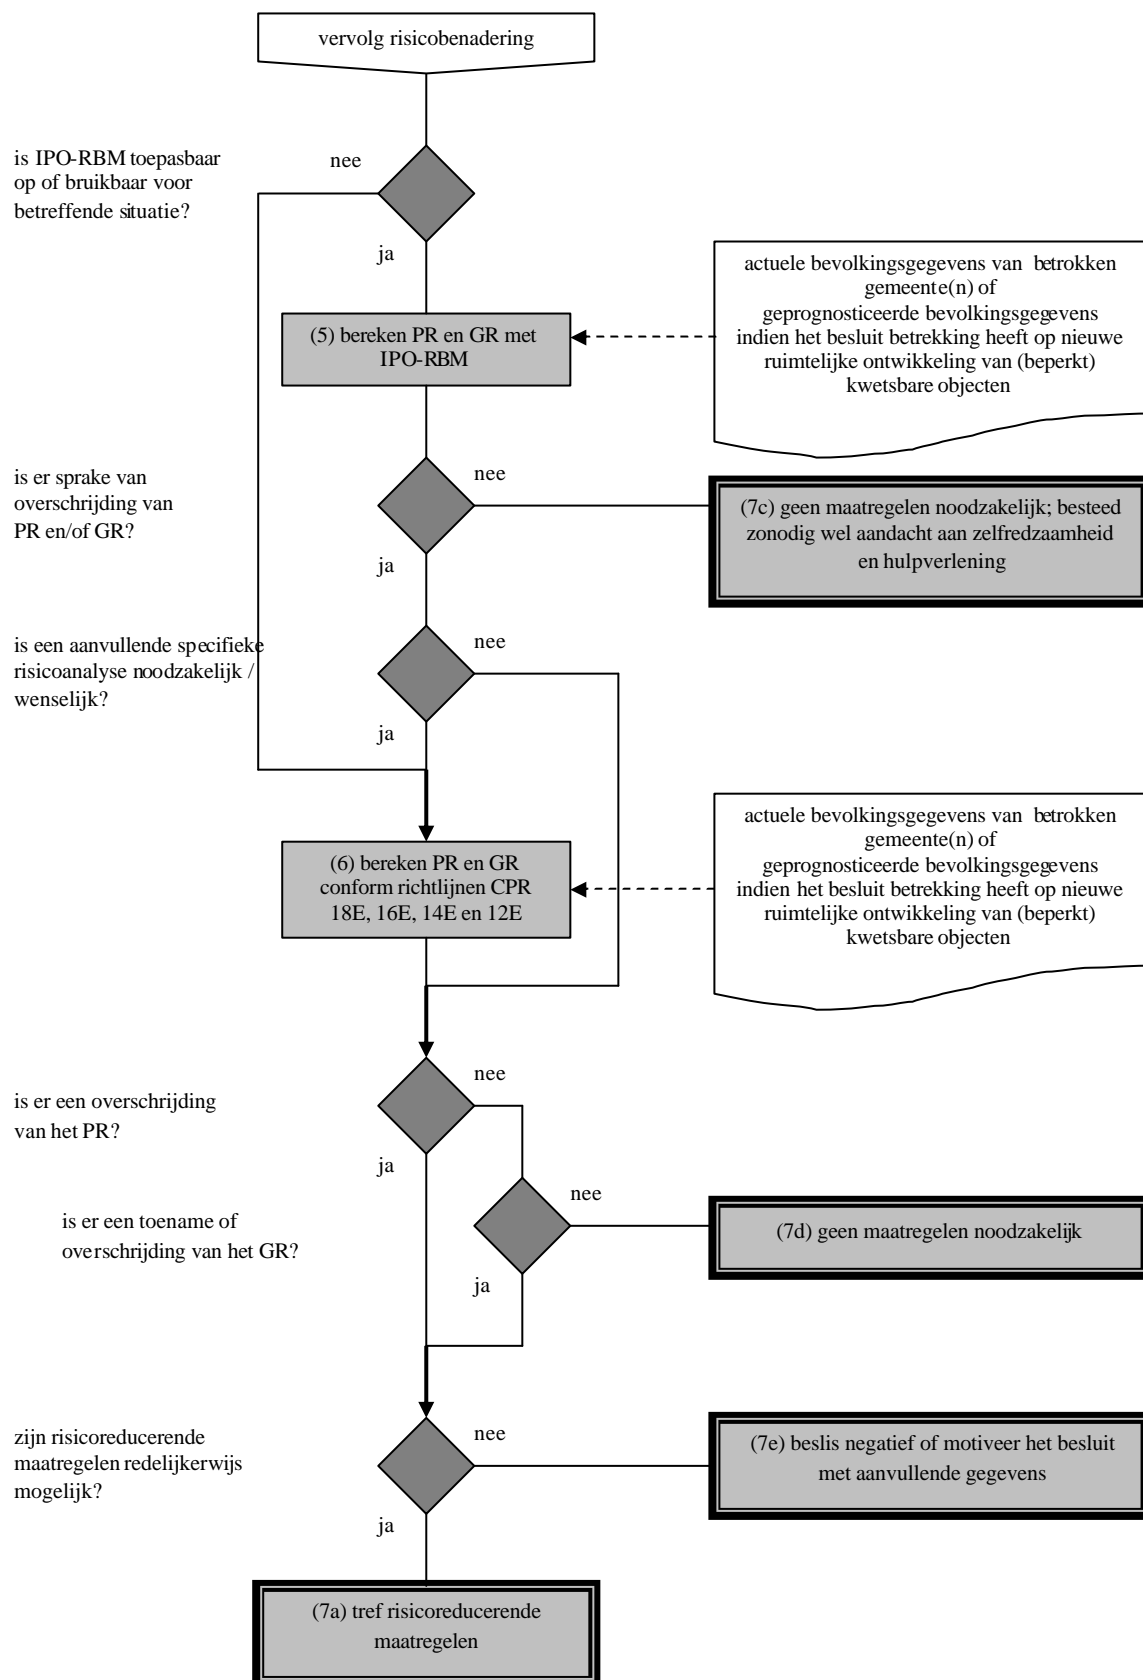 vervolg risicobenadering
is IPO-RBM toepasbaar
op of bruikbaar voor
betreffende situatie?
nee
ja
actuele bevolkingsgegevens van betrokken
gemeente(n) of
geprognosticeerde bevolkingsgegevens
indien het besluit betrekking heeft op nieuwe
ruimtelijke ontwikkeling van (beperkt)
kwetsbare objecten
(5) bereken PR en GR met
IPO-RBM
is er sprake van
overschrijding van
PR en/of GR?
nee
ja
(7c) geen maatregelen noodzakelijk; besteed
zonodig wel aandacht aan zelfredzaamheid
en hulpverlening
is een aanvullende specifieke
risicoanalyse noodzakelijk /
wenselijk?
nee
ja
actuele bevolkingsgegevens van betrokken
gemeente(n) of
geprognosticeerde bevolkingsgegevens
indien het besluit betrekking heeft op nieuwe
ruimtelijke ontwikkeling van (beperkt)
kwetsbare objecten
(6) bereken PR en GR
conform richtlijnen CPR
18E, 16E, 14E en 12E
is er een overschrijding
van het PR?
nee
ja
is er een toename of
overschrijding van het GR?
nee
ja
(7d) geen maatregelen noodzakelijk
zijn risicoreducerende
maatregelen redelijkerwijs
mogelijk?
nee
ja
(7e) beslis negatief of motiveer het besluit
met aanvullende gegevens
(7a) tref risicoreducerende
maatregelen